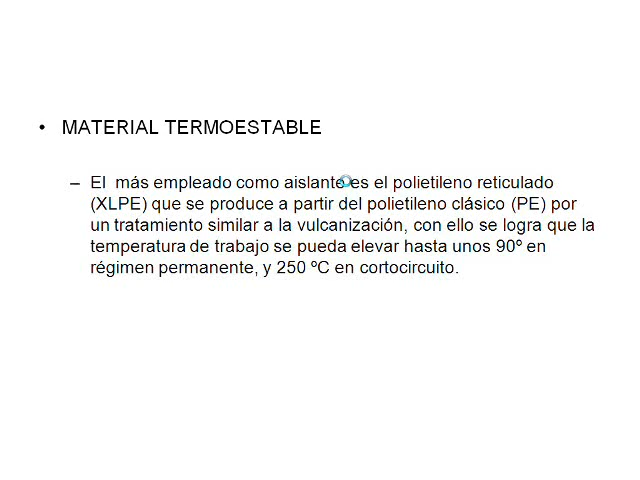 • MATERIAL TERMOESTABLE
– El más empleado como aislante es el polietileno reticulado
(XLPE) que se produce a partir del polietileno clásico (PE) por
un tratamiento similar a la vulcanización, con ello se logra que la
temperatura de trabajo se pueda elevar hasta unos 90º en
régimen permanente, y 250 ºC en cortocircuito.